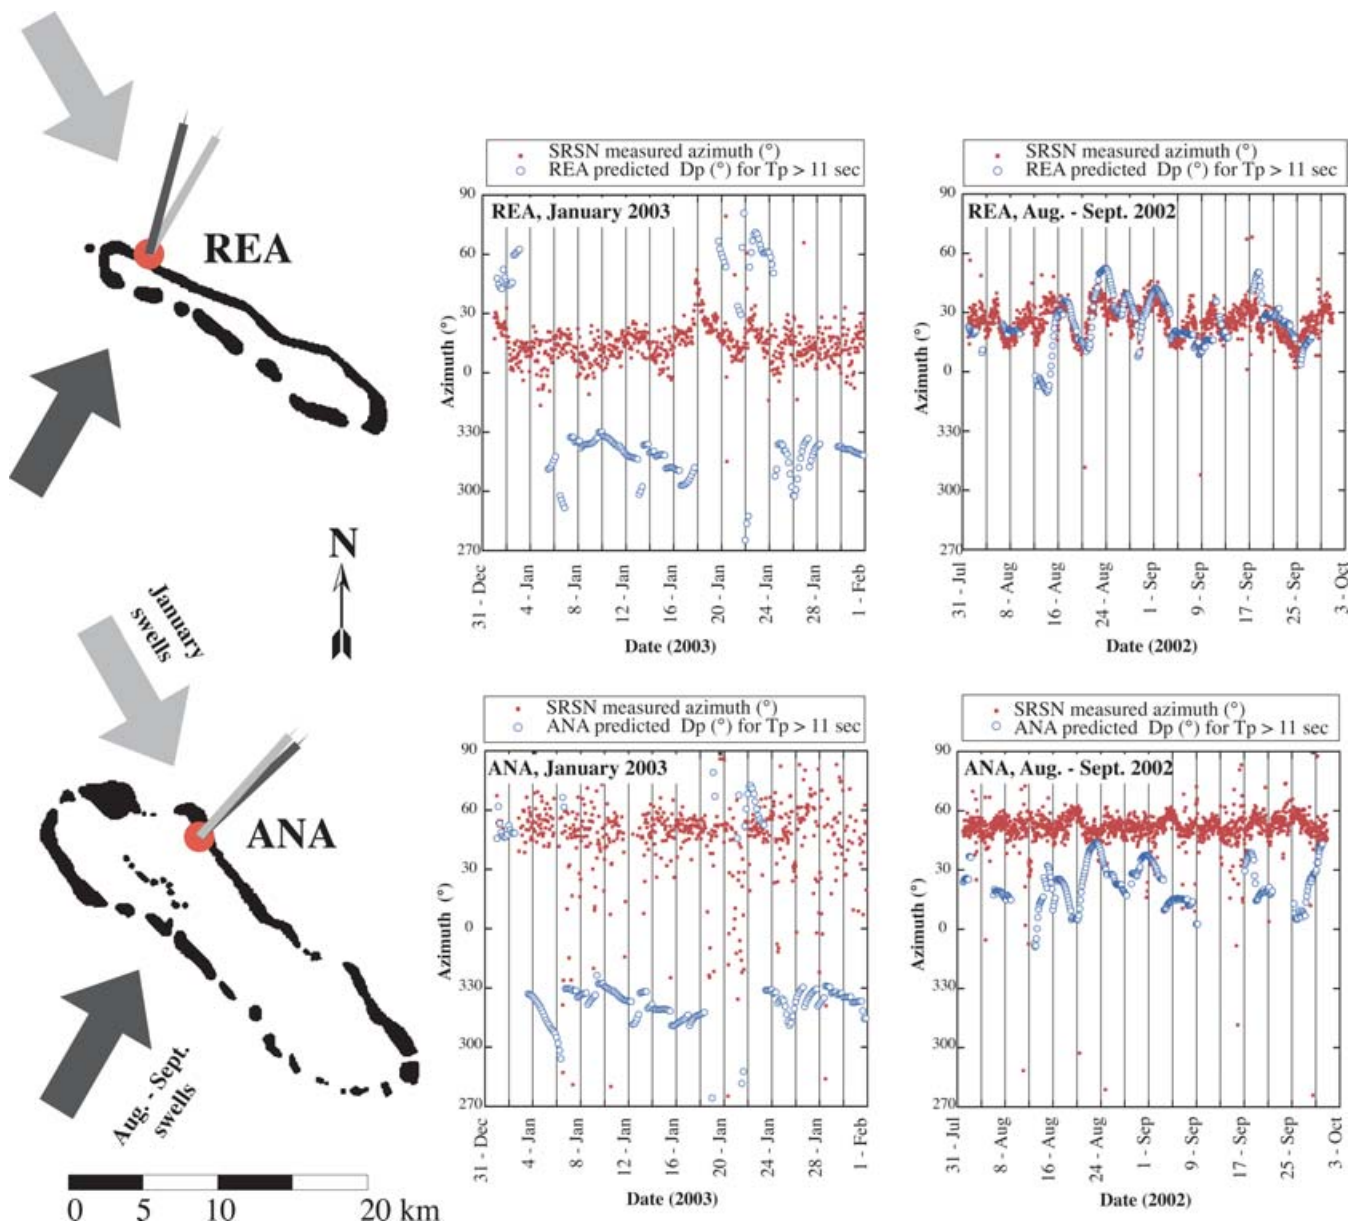 REA
SRSN measured azimuth (°)
REA predicted Dp (°) for Tp > 11 sec
REA, January 2003
90
60
30
0
330
300
270
Azimuth (°)
31 - Dec
4 - Jan
8 - Jan
12 - Jan
16 - Jan
20 - Jan
24 - Jan
28 - Jan
1 - Feb
Date (2003)
SRSN measured azimuth (°)
REA predicted Dp (°) for Tp > 11 sec
REA, Aug. - Sept. 2002
90
60
30
0
330
300
270
Azimuth (°)
31 - Jul
8 - Aug
16 - Aug
24 - Aug
1 - Sep
9 - Sep
17 - Sep
25 - Sep
3 - Oct
Date (2002)
N
January
swells
ANA
Aug. - Sept.
swells
0 5 10 20 km
SRSN measured azimuth (°)
ANA predicted Dp (°) for Tp > 11 sec
ANA, January 2003
90
60
30
0
330
300
270
Azimuth (°)
31 - Dec
4 - Jan
8 - Jan
12 - Jan
16 - Jan
20 - Jan
24 - Jan
28 - Jan
1 - Feb
Date (2003)
SRSN measured azimuth (°)
ANA predicted Dp (°) for Tp > 11 sec
ANA, Aug. - Sept. 2002
90
60
30
0
330
300
270
Azimuth (°)
31 - Jul
8 - Aug
16 - Aug
24 - Aug
1 - Sep
9 - Sep
17 - Sep
25 - Sep
3 - Oct
Date (2002)